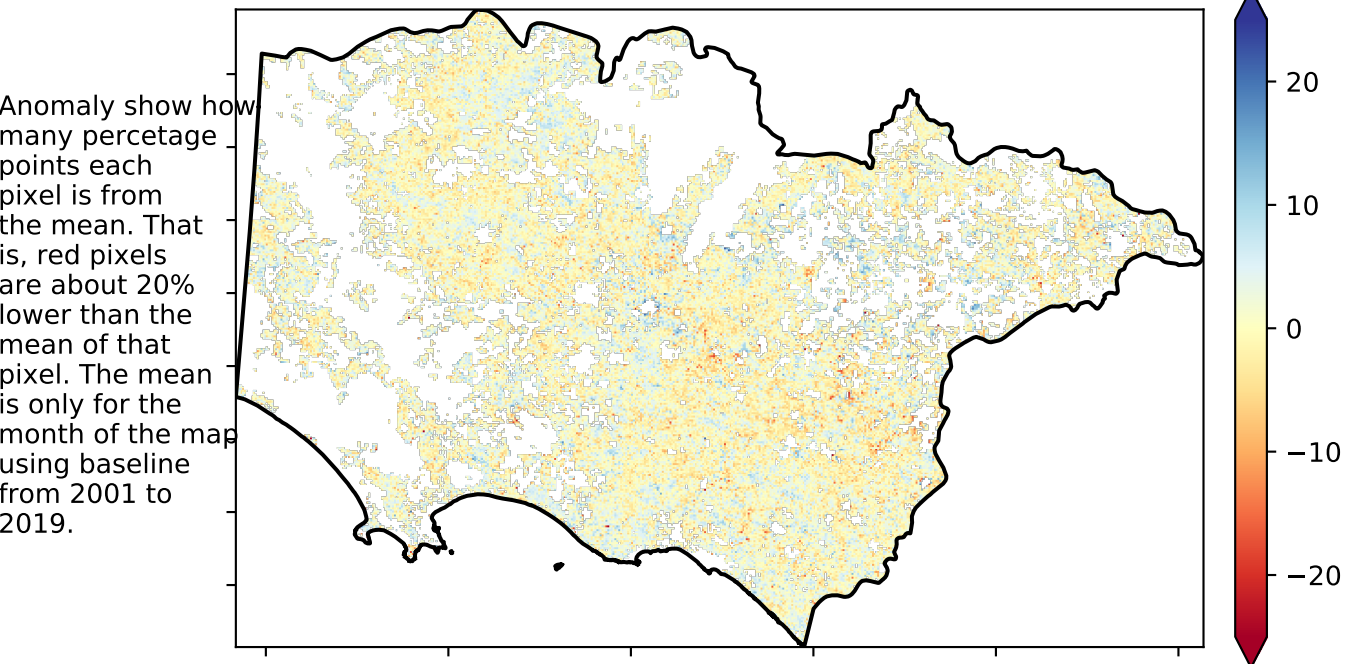 Anomaly show how
many percetage
points each
pixel is from
the mean. That
is, red pixels
are about 20%
lower than the
mean of that
pixel. The mean
is only for the
month of the map
using baseline
from 2001 to
2019.
20
10
0
−10
−20